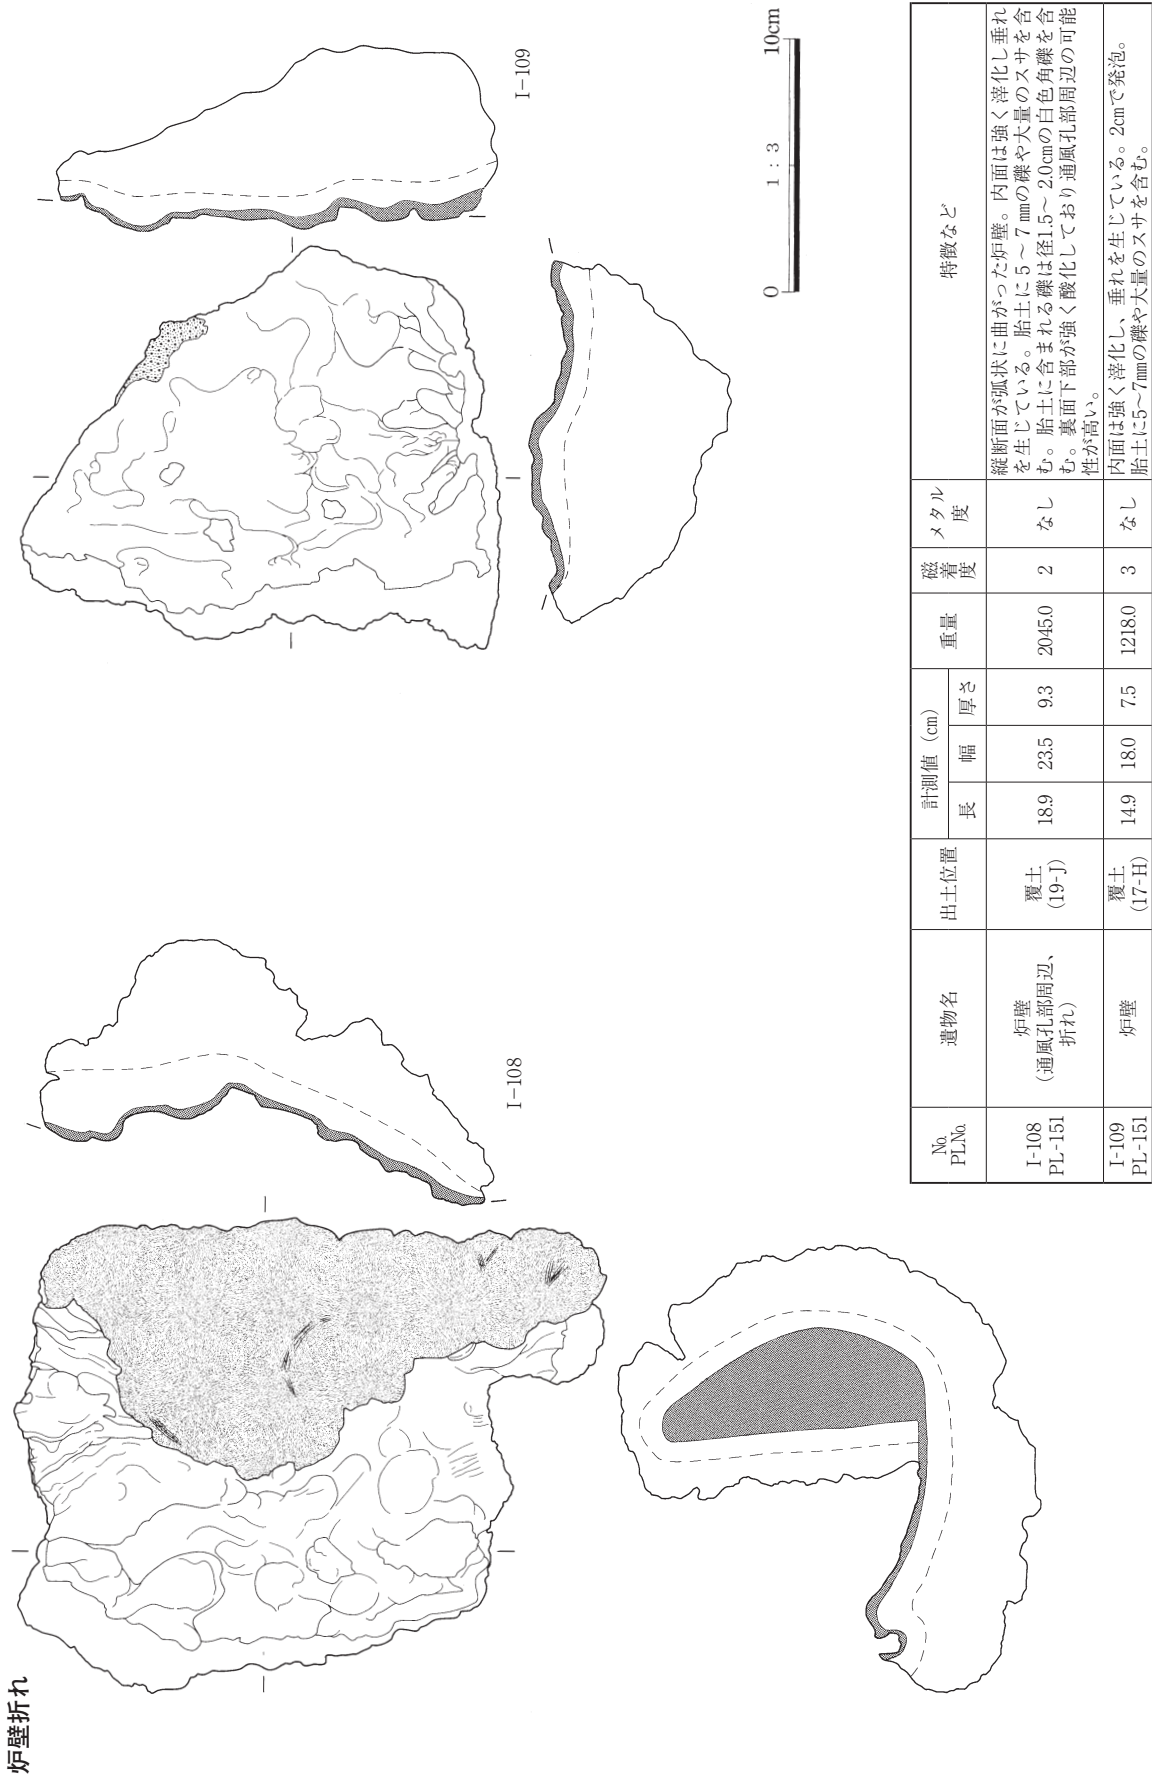 炉壁折れ
I-108
I-109
0
1 : 3
10cm
No.
PLNo.
遺物名
出土位置
計測値（cm）
長
幅
厚さ
重量
磁着度
メタル度
特徴など
I-108
PL-151
炉壁
（通風孔部周辺、
折れ）
覆土
(19-J)
18.9
23.5
9.3
2045.0
2
なし
縦断面が弧状に曲がった炉壁。内面は強く滓化し垂れ
を生じている。胎土に５～７㎜の礫や大量のスサを含
む。胎土に含まれる礫は径1.5～2.0㎝の白色角礫を含
む。裏面下部が強く酸化しており通風孔部周辺の可能
性が高い。
I-109
PL-151
炉壁
覆土
(17-H)
14.9
18.0
7.5
1218.0
3
なし
内面は強く滓化し、垂れを生じている。2㎝で発泡。
胎土に5~7㎜の礫や大量のスサを含む。